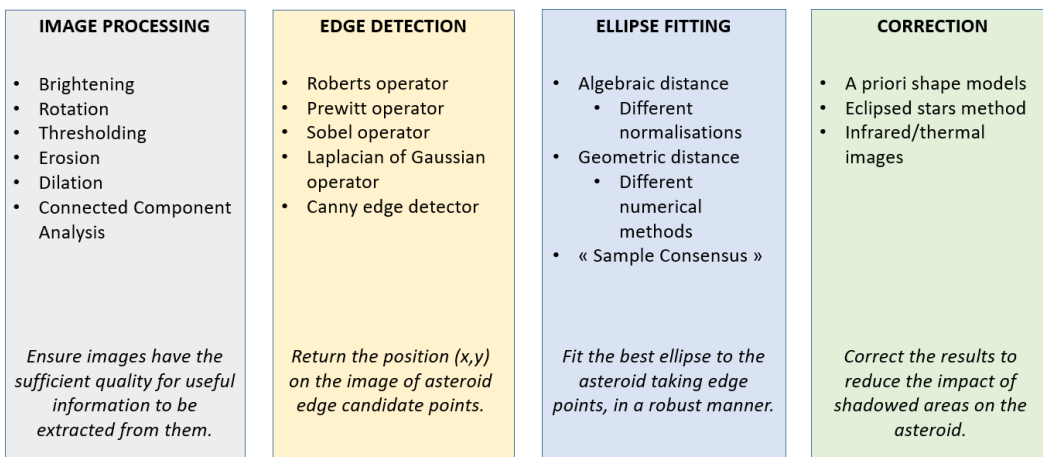 IMAGE PROCESSING
• Brightening
• Rotation
• Thresholding
• Erosion
• Dilation
• Connected Component
Analysis
Ensure images have the
sufficient quality for useful
information to be
extracted from them.
EDGE DETECTION
• Roberts operator
• Prewitt operator
• Sobel operator
• Laplacian of Gaussian
operator
• Canny edge detector
Return the position (x,y)
on the image of asteroid
edge candidate points.
ELLIPSE FITTING
• Algebraic distance
• Different
normalisations
• Geometric distance
• Different
numerical
methods
• « Sample Consensus »
Fit the best ellipse to the
asteroid taking edge
points, in a robust manner.
CORRECTION
• A priori shape models
• Eclipsed stars method
• Infrared/thermal
images
Correct the results to
reduce the impact of
shadowed areas on the
asteroid.